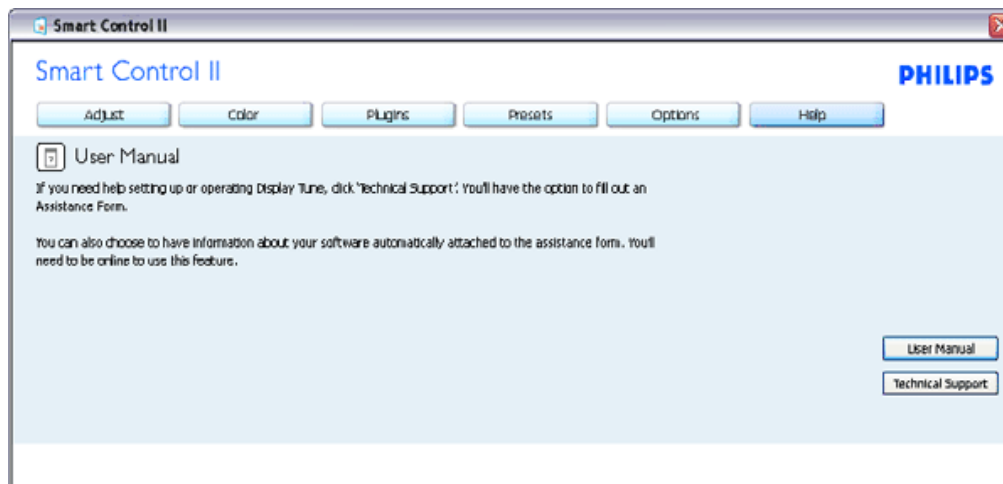 Smart Control II
Smart Control II
PHILIPS
Adjust Color Plugins Presets Options Help
User Manual
If you need help setting up or operating Display Tune, click 'Technical Support'. You'll have the option to fill out an
Assistance Form.
You can also choose to have information about your software automatically attached to the assistance form. You'll
need to be online to use this feature.
User Manual
Technical Support